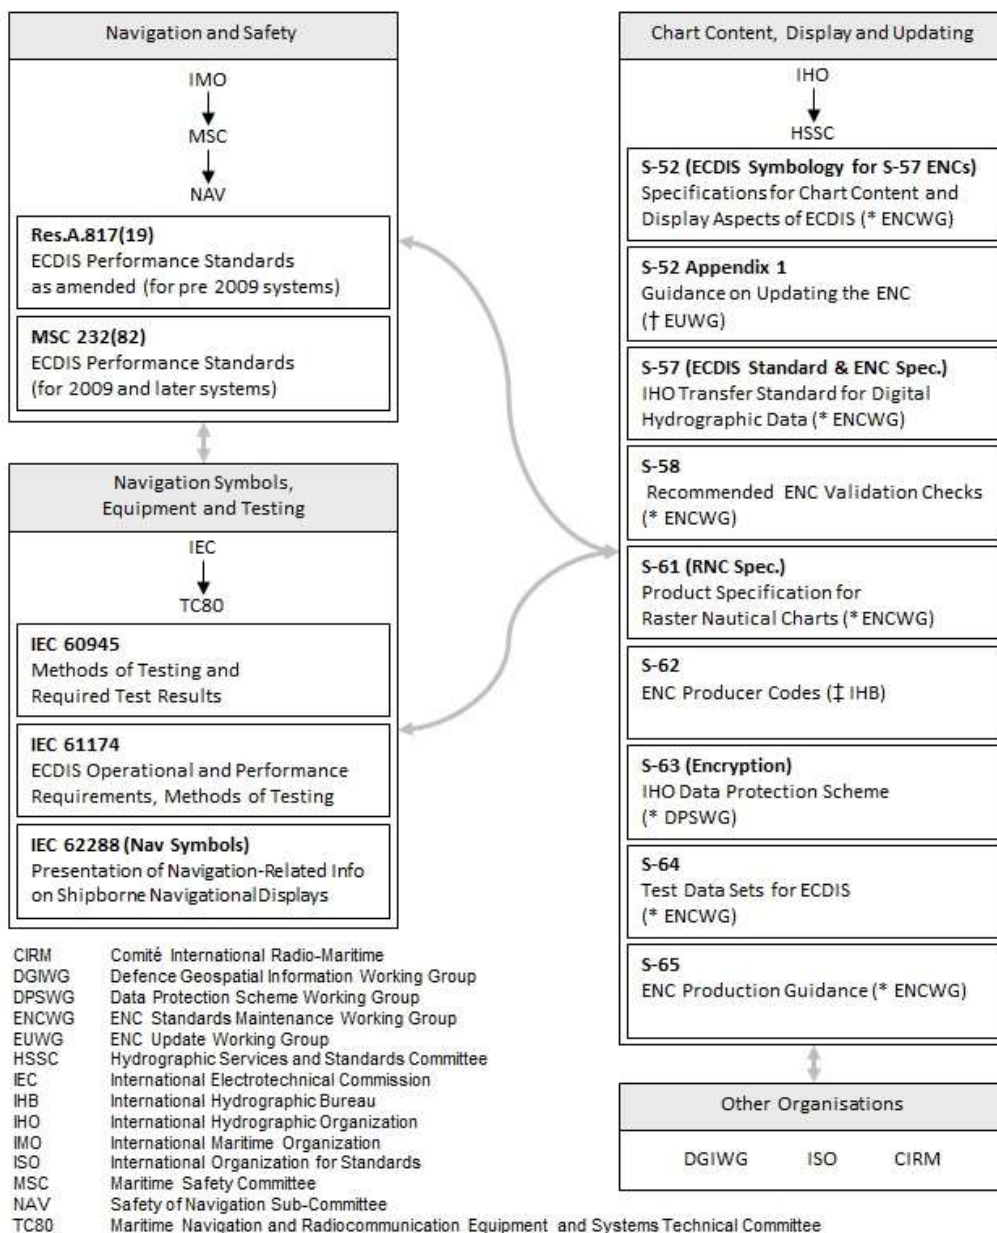 Navigation and Safety
IMO
MSC
NAV
Res.A.817(19)
ECDIS Performance Standards
as amended (for pre 2009 systems)
MSC 232(82)
ECDIS Performance Standards
(for 2009 and later systems)
Navigation Symbols,
Equipment and Testing
IEC
TC80
IEC 60945
Methods of Testing and
Required Test Results
IEC 61174
ECDIS Operational and Performance
Requirements, Methods of Testing
IEC 62288 (Nav Symbols)
Presentation of Navigation-Related Info
on Shipborne Navigational Displays
Chart Content, Display and Updating
IHO
HSSC
S-52 (ECDIS Symbology for S-57 ENCs)
Specifications for Chart Content and
Display Aspects of ECDIS (* ENCWG)
S-52 Appendix 1
Guidance on Updating the ENC
(† EUWG)
S-57 (ECDIS Standard & ENC Spec.)
IHO Transfer Standard for Digital
Hydrographic Data (* ENCWG)
S-58
Recommended ENC Validation Checks
(* ENCWG)
S-61 (RNC Spec.)
Product Specification for
Raster Nautical Charts (* ENCWG)
S-62
ENC Producer Codes (‡ IHB)
S-63 (Encryption)
IHO Data Protection Scheme
(* DPSWG)
S-64
Test Data Sets for ECDIS
(* ENCWG)
S-65
ENC Production Guidance (* ENCWG)
Other Organisations
DGIWG ISO CIRM
CIRM Comité International Radio-Maritime
DGIWG Defence Geospatial Information Working Group
DPSWG Data Protection Scheme Working Group
ENCWG ENC Standards Maintenance Working Group
EUWG ENC Update Working Group
HSSC Hydrographic Services and Standards Committee
IEC International Electrotechnical Commission
IHB International Hydrographic Bureau
IHO International Hydrographic Organization
IMO International Maritime Organization
ISO International Organization for Standards
MSC Maritime Safety Committee
NAV Safety of Navigation Sub-Committee
TC80 Maritime Navigation and Radiocommunication Equipment and Systems Technical Committee